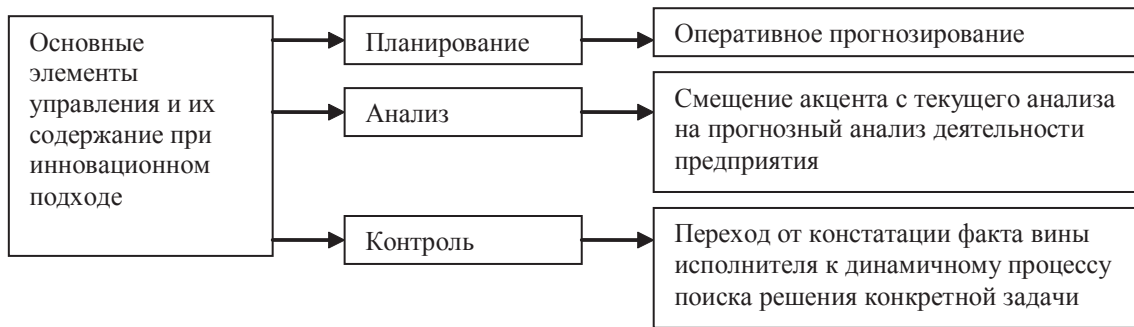 Основные
элементы
управления и их
содержание при
инновационном
подходе
Планирование
Оперативное прогнозирование
Анализ
Смещение акцента с текущего анализа
на прогнозный анализ деятельности
предприятия
Контроль
Переход от констатации факта вины
исполнителя к динамичному процессу
поиска решения конкретной задачи